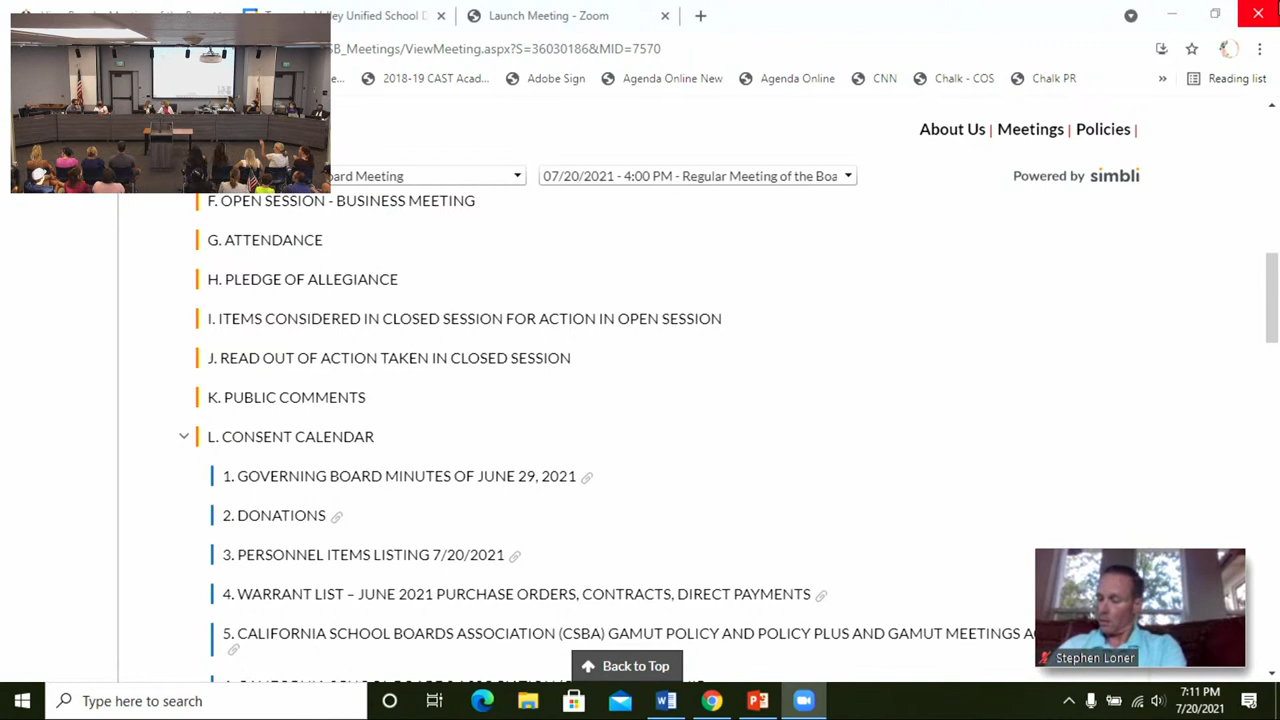 Valley Unified School D
Launch Meeting - Zoom
SB_Meetings/ViewMeeting.aspx?S=36030186&MID=7570
e...
2018-19 CAST Acad...
Adobe Sign
Agenda Online New
Agenda Online
CNN
Chalk - COS
Chalk PR
»
Reading list
About Us | Meetings | Policies |
ard Meeting
07/20/2021 - 4:00 PM - Regular Meeting of the Boa
Powered by simbli
F. OPEN SESSION - BUSINESS MEETING
G. ATTENDANCE
H. PLEDGE OF ALLEGIANCE
I. ITEMS CONSIDERED IN CLOSED SESSION FOR ACTION IN OPEN SESSION
J. READ OUT OF ACTION TAKEN IN CLOSED SESSION
K. PUBLIC COMMENTS
L. CONSENT CALENDAR
1. GOVERNING BOARD MINUTES OF JUNE 29, 2021
2. DONATIONS
3. PERSONNEL ITEMS LISTING 7/20/2021
4. WARRANT LIST – JUNE 2021 PURCHASE ORDERS, CONTRACTS, DIRECT PAYMENTS
5. CALIFORNIA SCHOOL BOARDS ASSOCIATION (CSBA) GAMUT POLICY AND POLICY PLUS AND GAMUT MEETINGS A
Back to Top
Stephen Loner
Type here to search
7:11 PM
7/20/2021